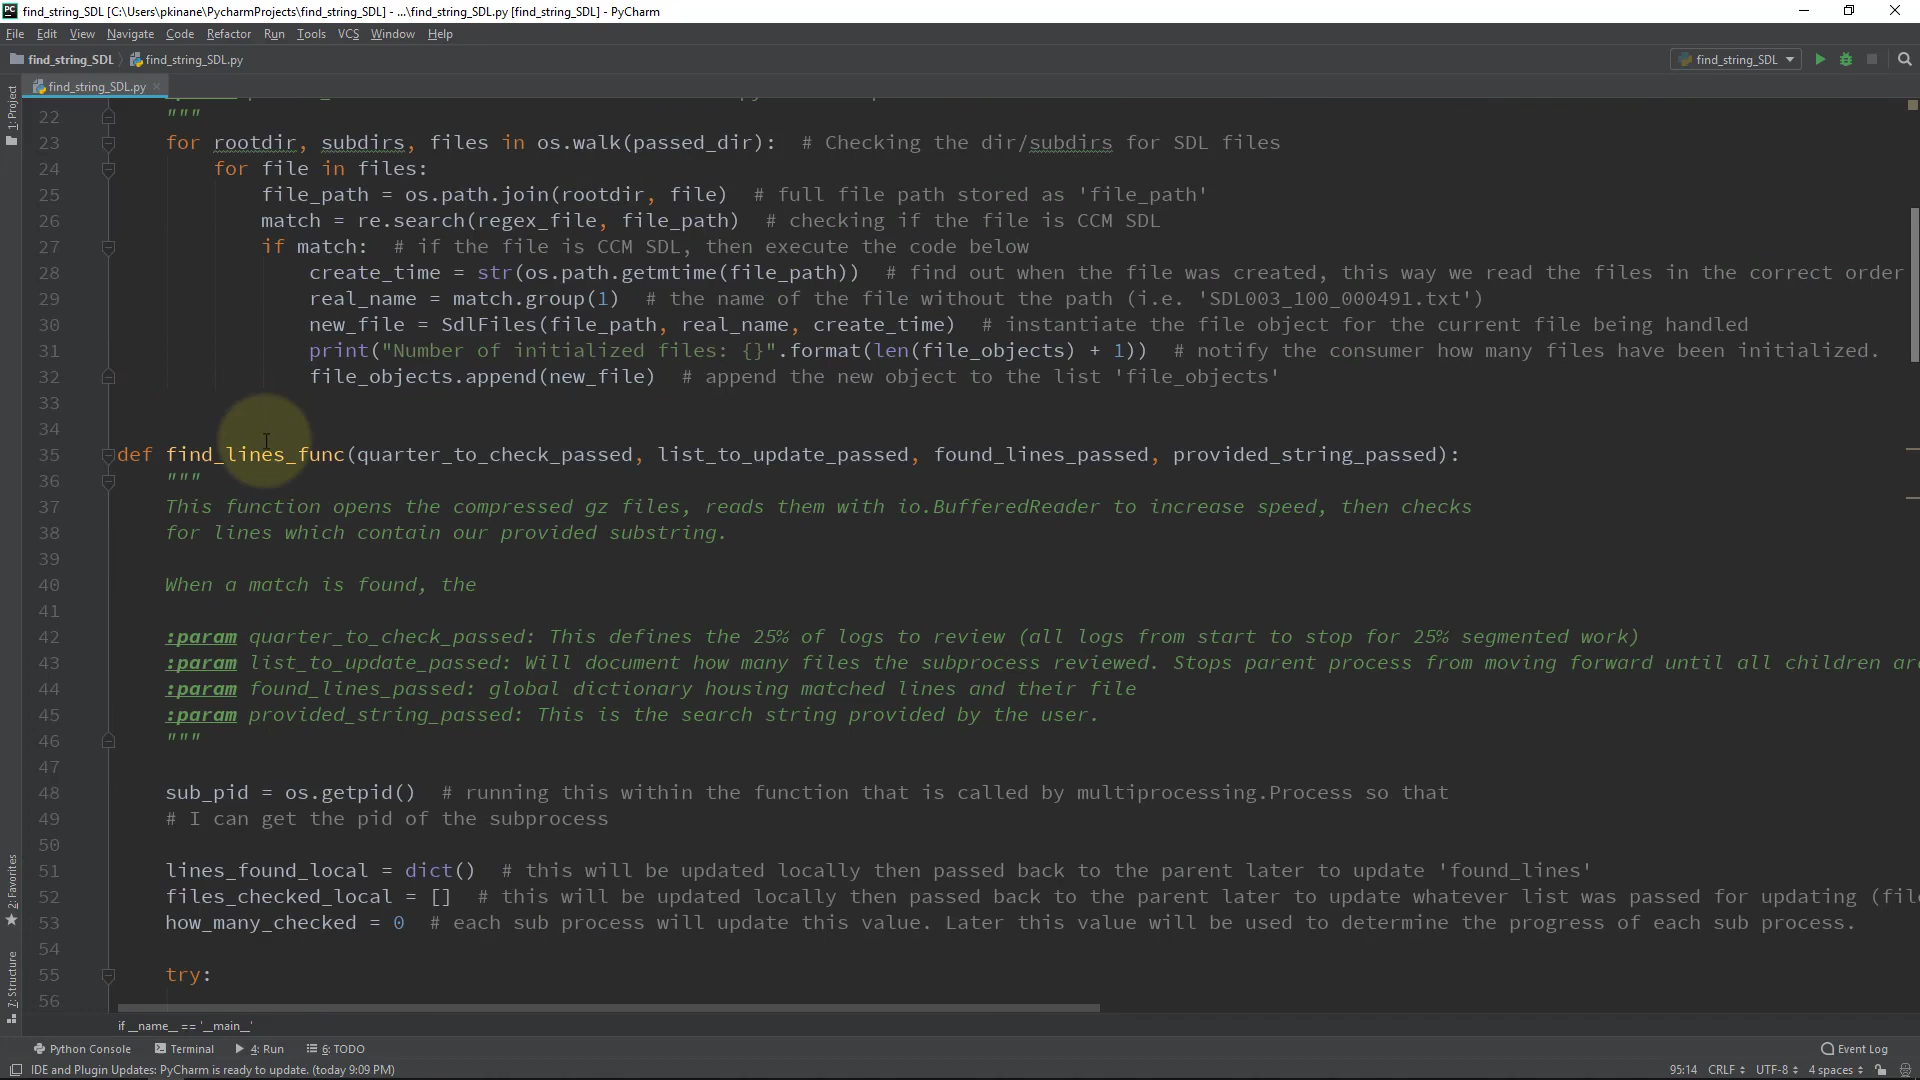 PC find_string_SDL [C:\Users\pkinane\PycharmProjects\find_string_SDL] - ...\find_string_SDL.py [find_string_SDL] - PyCharm
File Edit View Navigate Code Refactor Run Tools VCS Window Help
find_string_SDL find_string_SDL.py find_string_SDL
find_string_SDL.py
1: Project
22 """
23 for rootdir, subdirs, files in os.walk(passed_dir):  # Checking the dir/subdirs for SDL files
24 for file in files:
25 file_path = os.path.join(rootdir, file)  # full file path stored as 'file_path'
26 match = re.search(regex_file, file_path)  # checking if the file is CCM SDL
27 if match:  # if the file is CCM SDL, then execute the code below
28 create_time = str(os.path.getmtime(file_path))  # find out when the file was created, this way we read the files in the correct order
29 real_name = match.group(1)  # the name of the file without the path (i.e. 'SDL003_100_000491.txt')
30 new_file = SdlFiles(file_path, real_name, create_time)  # instantiate the file object for the current file being handled
31 print("Number of initialized files: {}".format(len(file_objects) + 1))  # notify the consumer how many files have been initialized.
32 file_objects.append(new_file)  # append the new object to the list 'file_objects'
33
34
35 def find_lines_func(quarter_to_check_passed, list_to_update_passed, found_lines_passed, provided_string_passed):
36 """
37 This function opens the compressed gz files, reads them with io.BufferedReader to increase speed, then checks
38 for lines which contain our provided substring.
39
40 When a match is found, the
41
42 :param quarter_to_check_passed: This defines the 25% of logs to review (all logs from start to stop for 25% segmented work)
43 :param list_to_update_passed: Will document how many files the subprocess reviewed. Stops parent process from moving forward until all children are
44 :param found_lines_passed: global dictionary housing matched lines and their file
45 :param provided_string_passed: This is the search string provided by the user.
46 """
47
48 sub_pid = os.getpid()  # running this within the function that is called by multiprocessing.Process so that
49 # I can get the pid of the subprocess
50
51 lines_found_local = dict()  # this will be updated locally then passed back to the parent later to update 'found_lines'
52 files_checked_local = []  # this will be updated locally then passed back to the parent later to update whatever list was passed for updating (fil
53 how_many_checked = 0  # each sub process will update this value. Later this value will be used to determine the progress of each sub process.
54
55 try:
56
2: Favorites
7: Structure
if __name__ == '__main__'
Python Console Terminal 4: Run 6: TODO Event Log
IDE and Plugin Updates: PyCharm is ready to update. (today 9:09 PM) 95:14 CRLF UTF-8 4 spaces